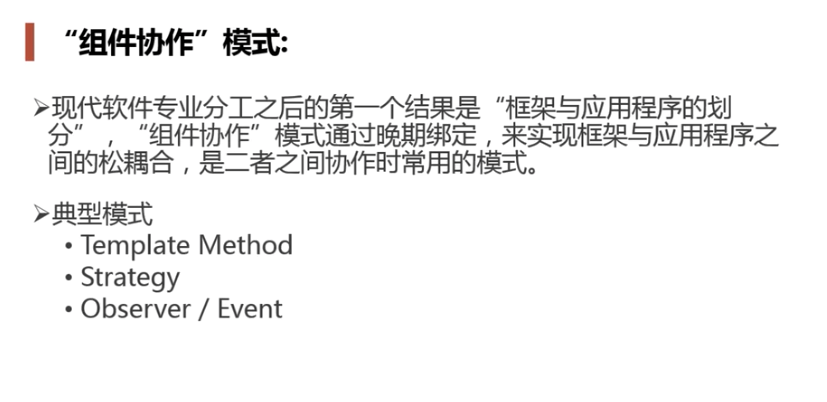 “组件协作”模式:
➢现代软件专业分工之后的第一个结果是“框架与应用程序的划
分”，“组件协作”模式通过晚期绑定，来实现框架与应用程序之
间的松耦合，是二者之间协作时常用的模式。
➢典型模式
• Template Method
• Strategy
• Observer / Event